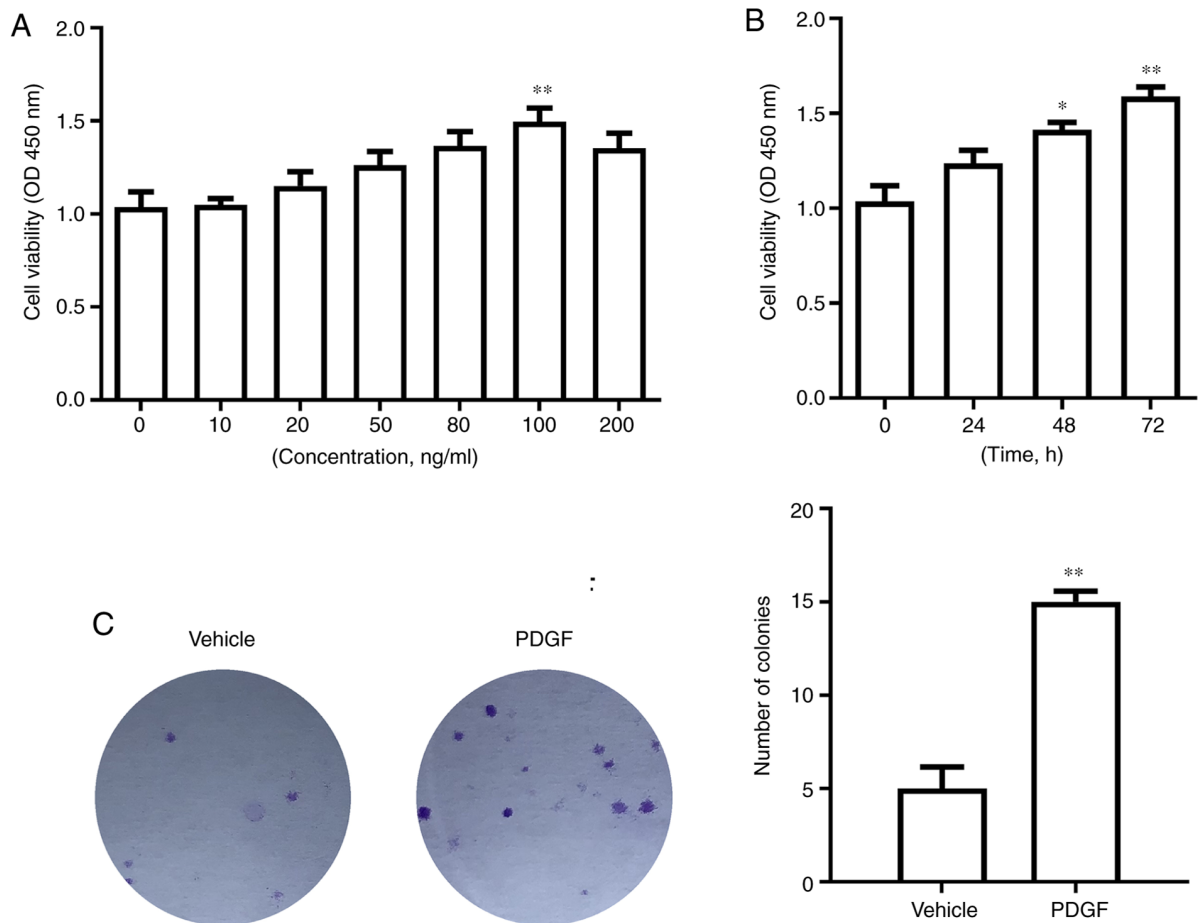 A
Cell viability (OD 450 nm)
2.0
1.5
1.0
0.5
0.0
**
0 10 20 50 80 100 200
(Concentration, ng/ml)
B
Cell viability (OD 450 nm)
2.0
1.5
1.0
0.5
0.0
*
**
0 24 48 72
(Time, h)
C
Vehicle PDGF
Number of colonies
20
15
10
5
0
**
Vehicle PDGF